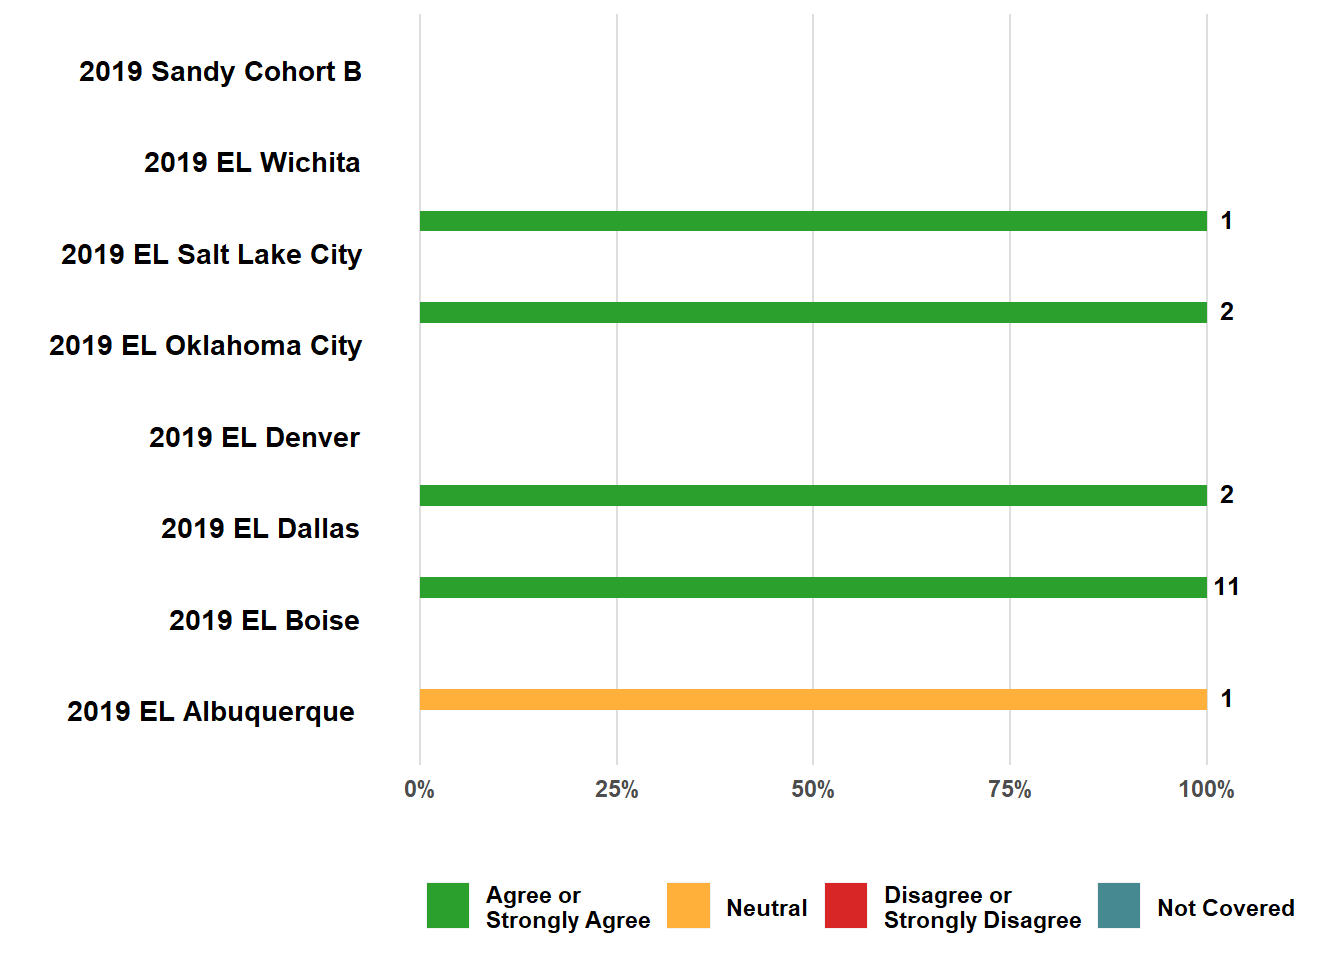 2019 Sandy Cohort B
2019 EL Wichita
1
2019 EL Salt Lake City
2
2019 EL Oklahoma City
2019 EL Denver
2
2019 EL Dallas
11
2019 EL Boise
1
2019 EL Albuquerque
0% 25% 50% 75% 100%
Agree or
Strongly Agree
Neutral
Disagree or
Strongly Disagree
Not Covered